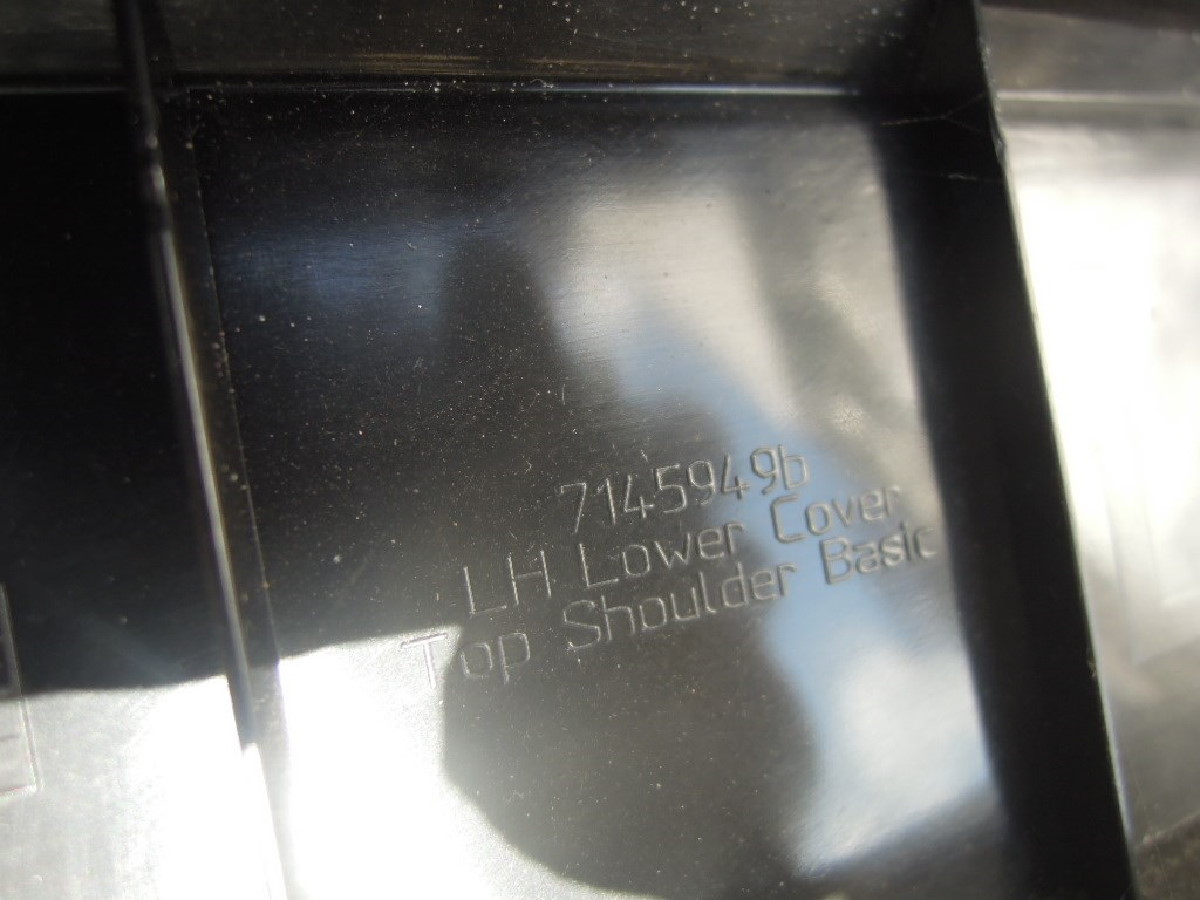 7145949b
LH Lower Cover
Top Shoulder Basic